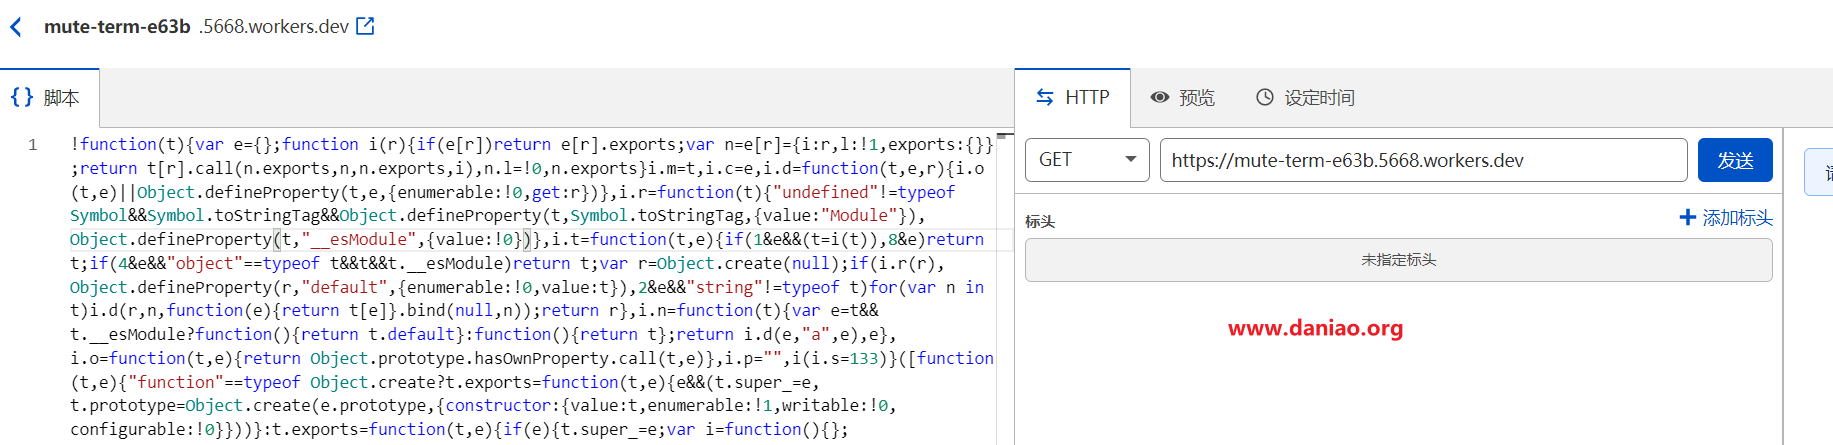 mute-term-e63b .5668.workers.dev
{} 脚本
HTTP
预览
设定时间
1
!function(t){var e={};function i(r){if(e[r])return e[r].exports;var n=e[r]={i:r,l:!1,exports:{}}
;return t[r].call(n.exports,n,n.exports,i),n.l=!0,n.exports}i.m=t,i.c=e,i.d=function(t,e,r){i.o
(t,e)||Object.defineProperty(t,e,{enumerable:!0,get:r})},i.r=function(t){"undefined"!=typeof
Symbol&&Symbol.toStringTag&&Object.defineProperty(t,Symbol.toStringTag,{value:"Module"}),
Object.defineProperty(t,"__esModule",{value:!0})},i.t=function(t,e){if(1&e&&(t=i(t)),8&e)return
t;if(4&e&&"object"==typeof t&&t&&t.__esModule)return t;var r=Object.create(null);if(i.r(r),
Object.defineProperty(r,"default",{enumerable:!0,value:t}),2&e&&"string"!=typeof t)for(var n in
t)i.d(r,n,function(e){return t[e]}.bind(null,n));return r},i.n=function(t){var e=t&&
t.__esModule?function(){return t.default}:function(){return t};return i.d(e,"a",e),e},
i.o=function(t,e){return Object.prototype.hasOwnProperty.call(t,e)},i.p="",i(i.s=133)}([function
(t,e){"function"==typeof Object.create?t.exports=function(t,e){e&&(t.super_=e,
t.prototype=Object.create(e.prototype,{constructor:{value:t,enumerable:!1,writable:!0,
configurable:!0}}))}:t.exports=function(t,e){if(e){t.super_=e;var i=function(){};
GET
https://mute-term-e63b.5668.workers.dev
发送
标头
添加标头
未指定标头
www.daniao.org